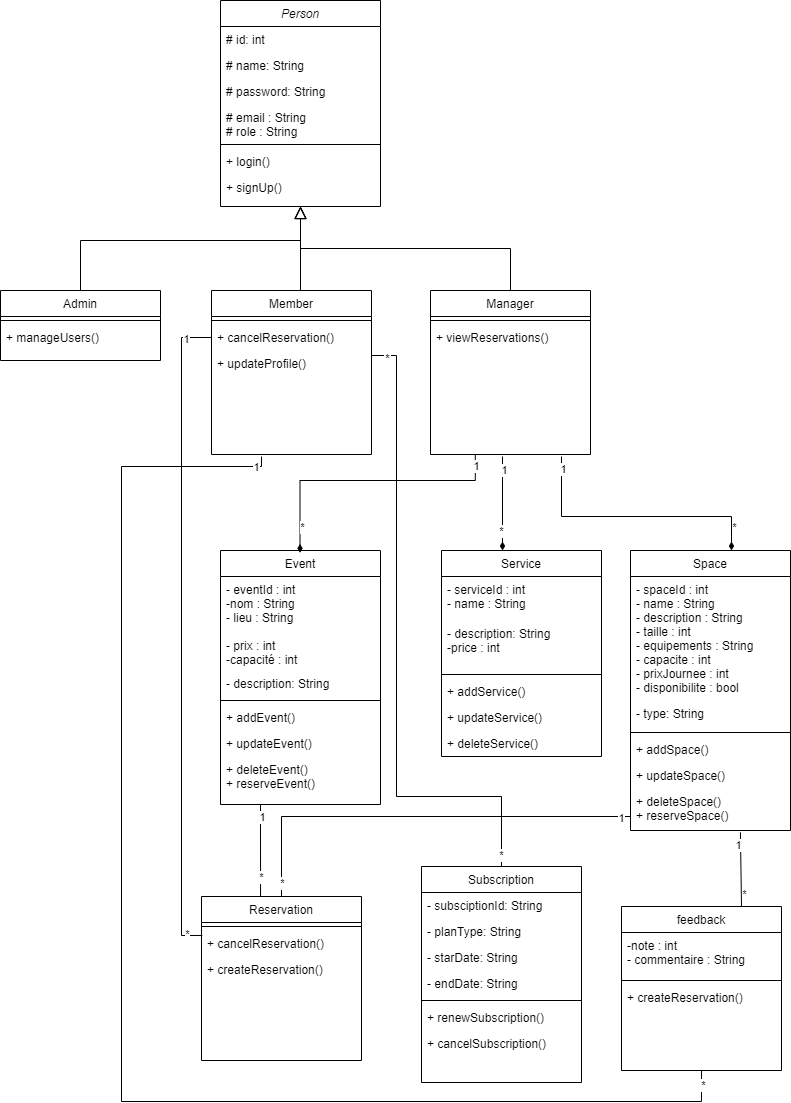 Person
# id: int
# name: String
# password: String
# email : String
# role : String
+ login()
+ signUp()
Admin
+ manageUsers()
Member
+ cancelReservation()
+ updateProfile()
Manager
+ viewReservations()
1
*
1
1
1
1
*
*
*
Event
- eventId : int
-nom : String
- lieu : String
- prix : int
-capacité : int
- description: String
+ addEvent()
+ updateEvent()
+ deleteEvent()
+ reserveEvent()
Service
- serviceId : int
- name : String
- description: String
-price : int
+ addService()
+ updateService()
+ deleteService()
Space
- spaceId : int
- name : String
- description : String
- taille : int
- equipements : String
- capacite : int
- prixJournee : int
- disponibilite : bool
- type: String
+ addSpace()
+ updateSpace()
+ deleteSpace()
+ reserveSpace()
1
1
1
*
*
*
*
*
Reservation
+ cancelReservation()
+ createReservation()
Subscription
- subsciptionId: String
- planType: String
- starDate: String
- endDate: String
+ renewSubscription()
+ cancelSubscription()
feedback
-note : int
- commentaire : String
+ createReservation()
*